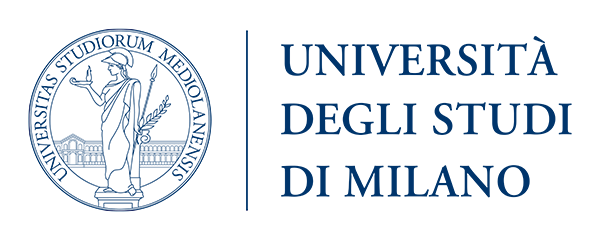 UNIVERSITAS STUDIORUM MEDIOLANENSIS
UNIVERSITÀ
DEGLI STUDI
DI MILANO